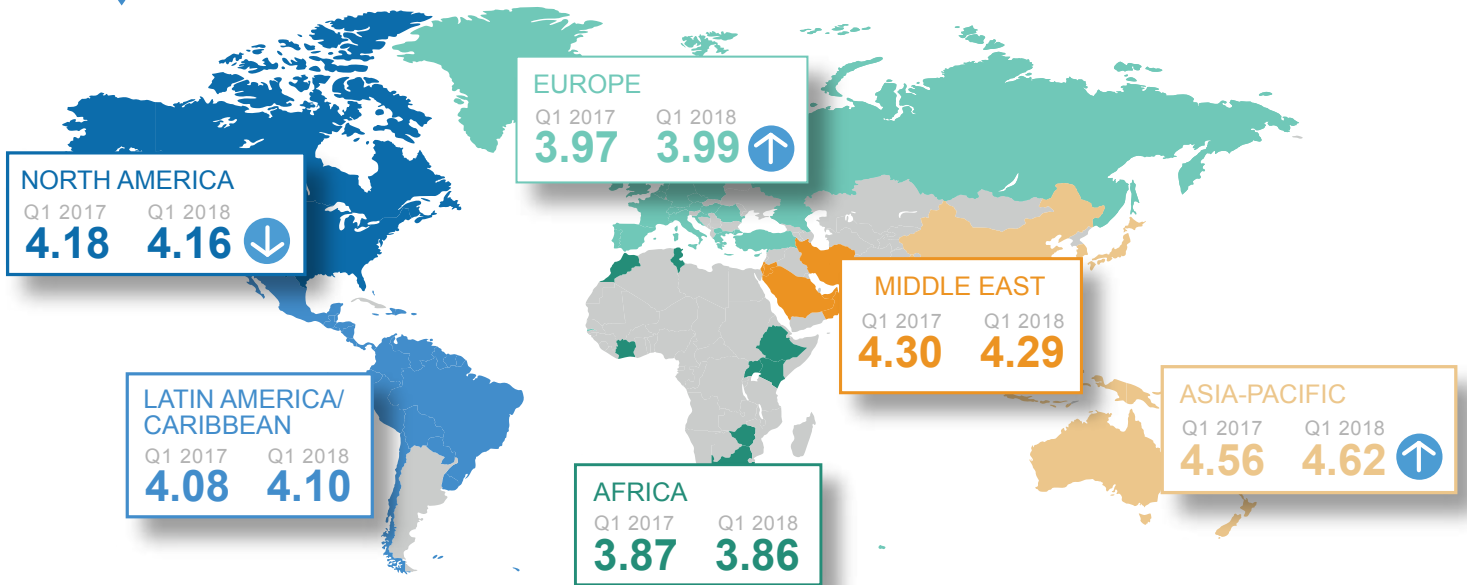 EUROPE
Q1 2017 Q1 2018
3.97 3.99
NORTH AMERICA
Q1 2017 Q1 2018
4.18 4.16
MIDDLE EAST
Q1 2017 Q1 2018
4.30 4.29
LATIN AMERICA/
CARIBBEAN
Q1 2017 Q1 2018
4.08 4.10
ASIA-PACIFIC
Q1 2017 Q1 2018
4.56 4.62
AFRICA
Q1 2017 Q1 2018
3.87 3.86